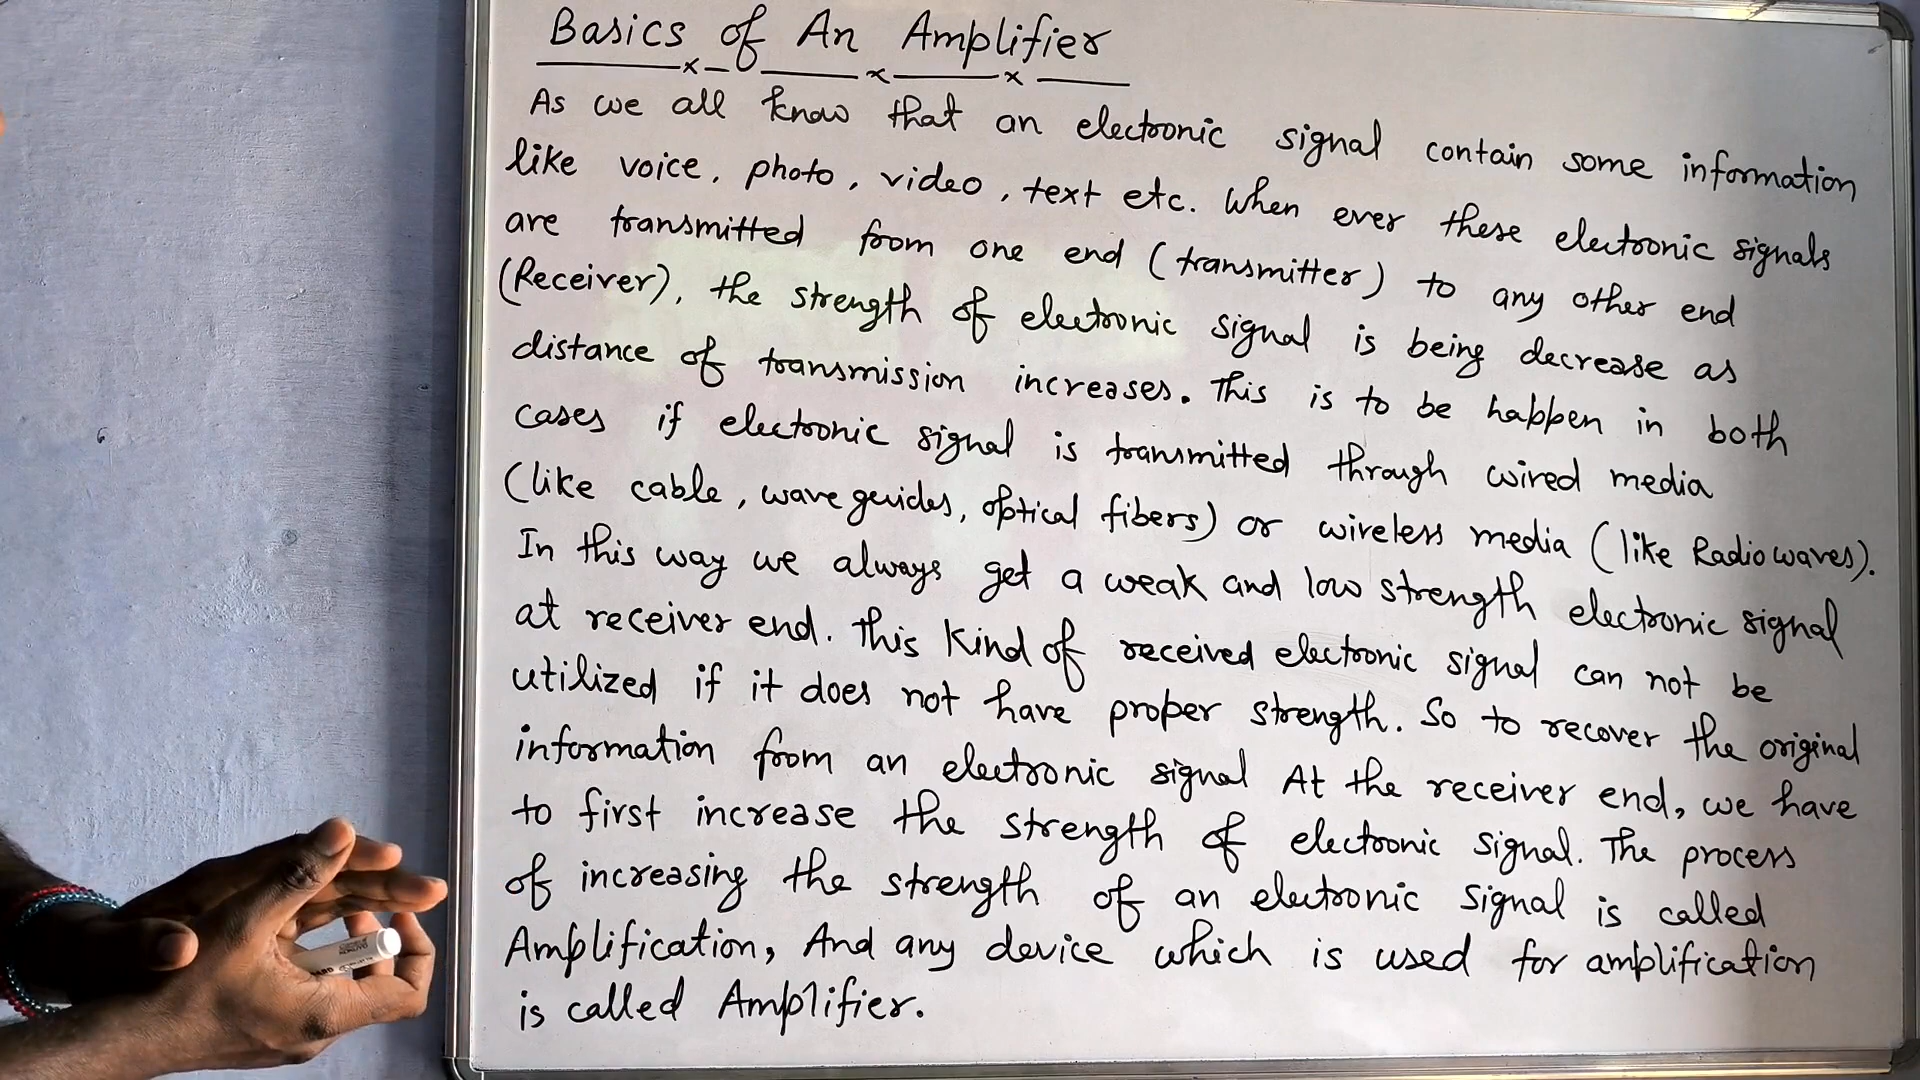 Basics of An Amplifier
As we all know that an electronic signal contain some information
like voice, photo, video, text etc. When ever these electronic signals
are transmitted from one end (transmitter) to any other end
(Receiver), the strength of electronic signal is being decrease as
distance of transmission increases. This is to be happen in both
cases if electronic signal is transmitted through wired media
(like cable, wave guides, optical fibers) or wireless media (like Radio waves).
In this way we always get a weak and low strength electronic signal
at receiver end. This kind of received electronic signal can not be
utilized if it does not have proper strength. So to recover the original
information from an electronic signal At the receiver end, we have
to first increase the strength of electronic signal. The process
of increasing the strength of an electronic signal is called
Amplification, And any device which is used for amplification
is called Amplifier.